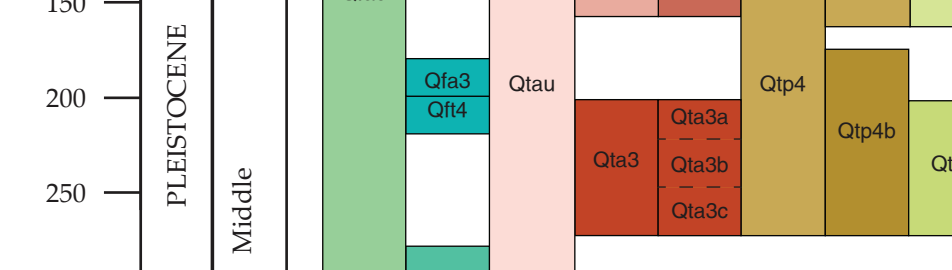 150
200
250
PLEISTOCENE
Middle
Qfa3
Qft4
Qtau
Qta3
Qta3a
Qta3b
Qta3c
Qtp4
Qtp4b